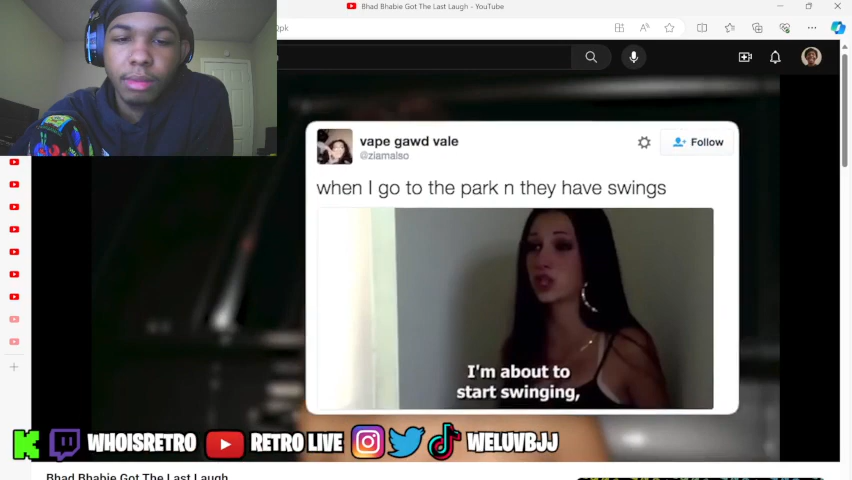 Bhad Bhabie Got The Last Laugh - YouTube
pk
vape gawd vale
@ziamalso
Follow
when I go to the park n they have swings
I'm about to
start swinging,
WHOISRETRO
RETRO LIVE
WELUVBJJ
Bhad Bhabie Got The Last Laugh